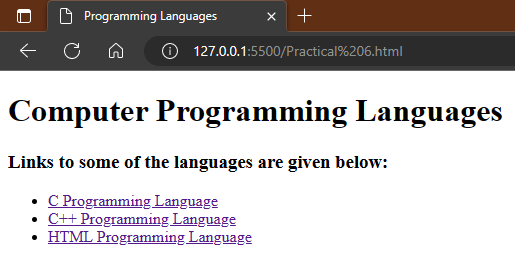 Programming Languages
127.0.0.1:5500/Practical%206.html
Computer Programming Languages
Links to some of the languages are given below:
C Programming Language
C++ Programming Language
HTML Programming Language